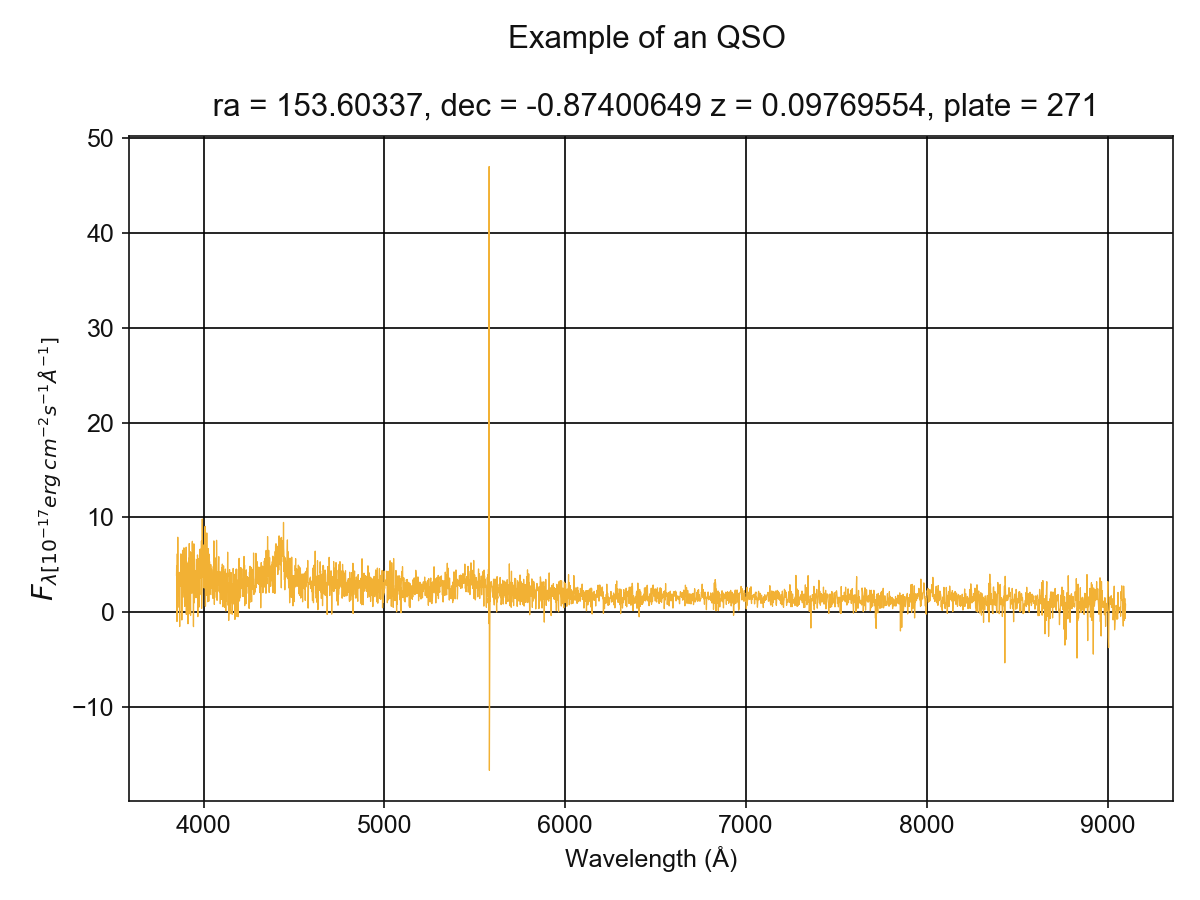 Example of an QSO
ra = 153.60337, dec = -0.87400649 z = 0.09769554, plate = 271
50
40
30
20
10
0
−10
F_{λ[10^{−17} erg cm^{−2} s^{−1} Å^{−1}]}
4000 5000 6000 7000 8000 9000
Wavelength (Å)